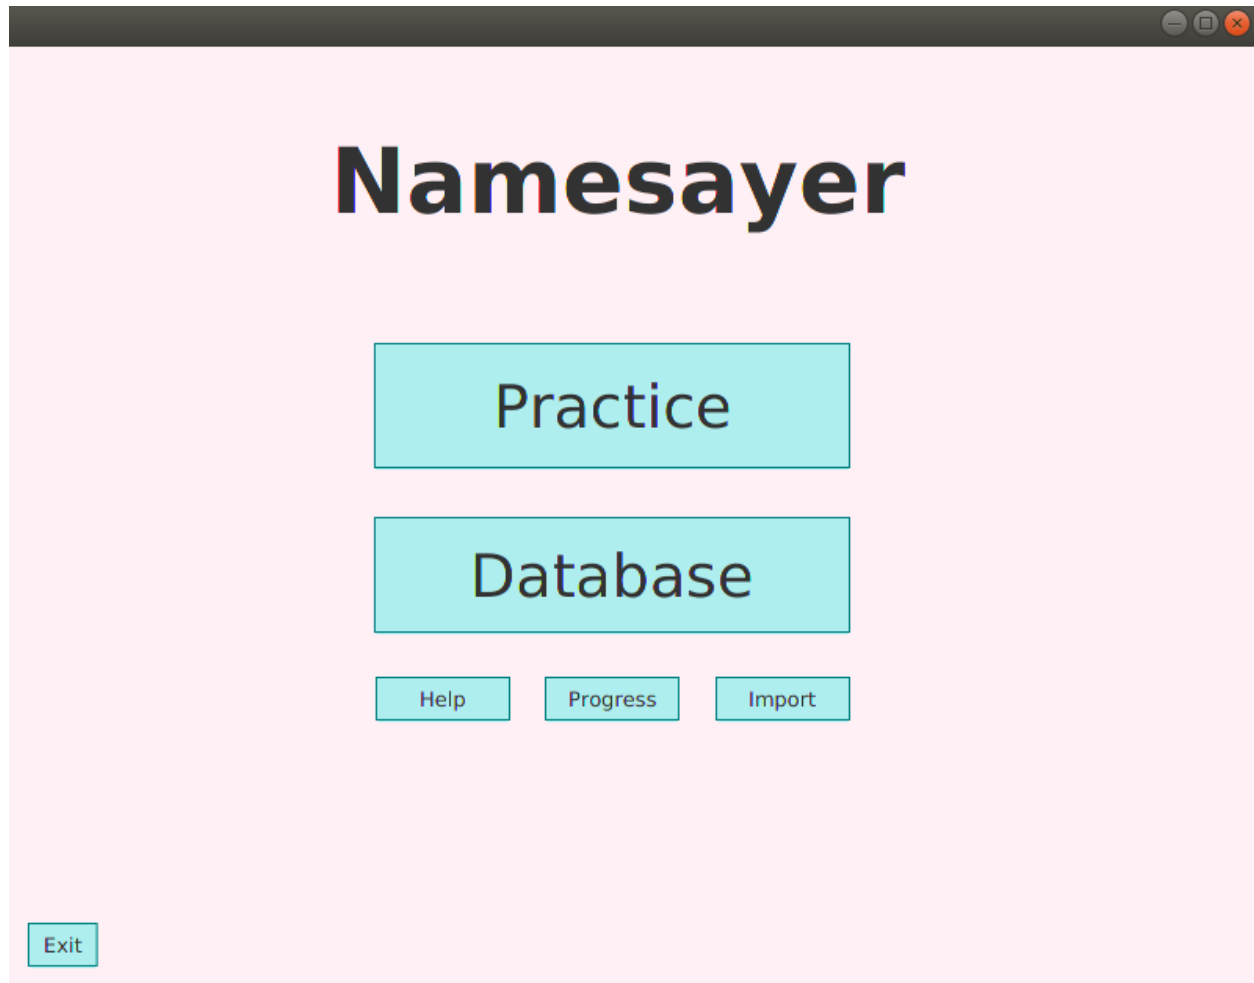 Namesayer
Practice
Database
Help Progress Import
Exit